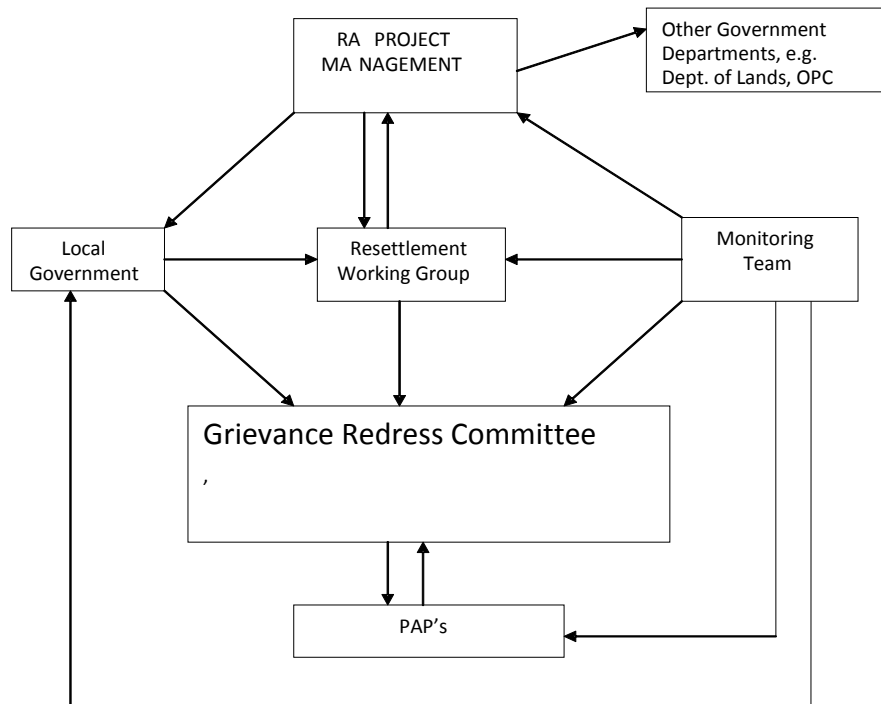 RA PROJECT
MA NAGEMENT
Other Government
Departments, e.g.
Dept. of Lands, OPC
Local
Government
Resettlement
Working Group
Monitoring
Team
Grievance Redress Committee
,
PAP’s